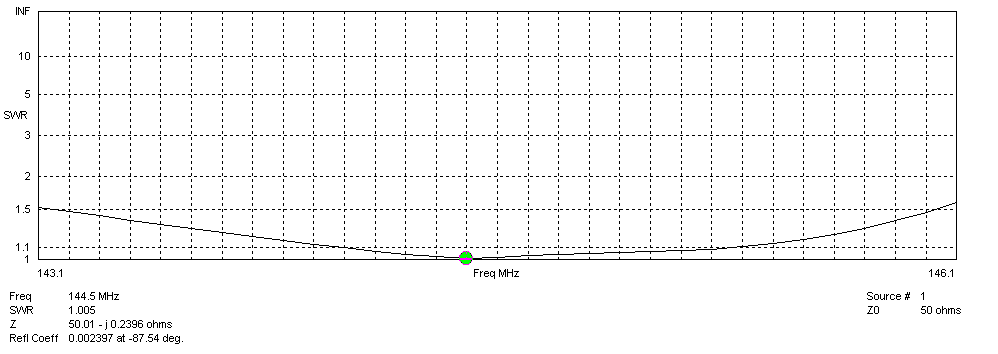 INF
10
5
SWR
3
2
1.5
1.1
1
143.1
Freq MHz
146.1
Freq 144.5 MHz
SWR 1.005
Z 50.01 - j 0.2396 ohms
Refl Coeff 0.002397 at -87.54 deg.
Source # 1
Z0 50 ohms